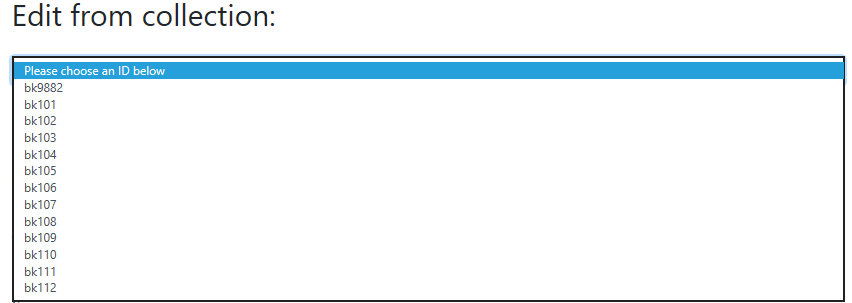 Edit from collection:
Please choose an ID below
bk9882
bk101
bk102
bk103
bk104
bk105
bk106
bk107
bk108
bk109
bk110
bk111
bk112